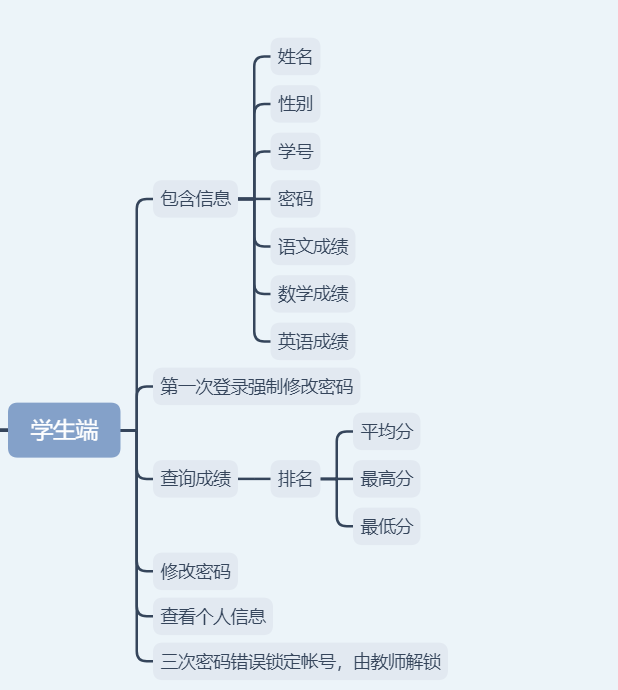 学生端
包含信息
姓名
性别
学号
密码
语文成绩
数学成绩
英语成绩
第一次登录强制修改密码
查询成绩
排名
平均分
最高分
最低分
修改密码
查看个人信息
三次密码错误锁定帐号，由教师解锁